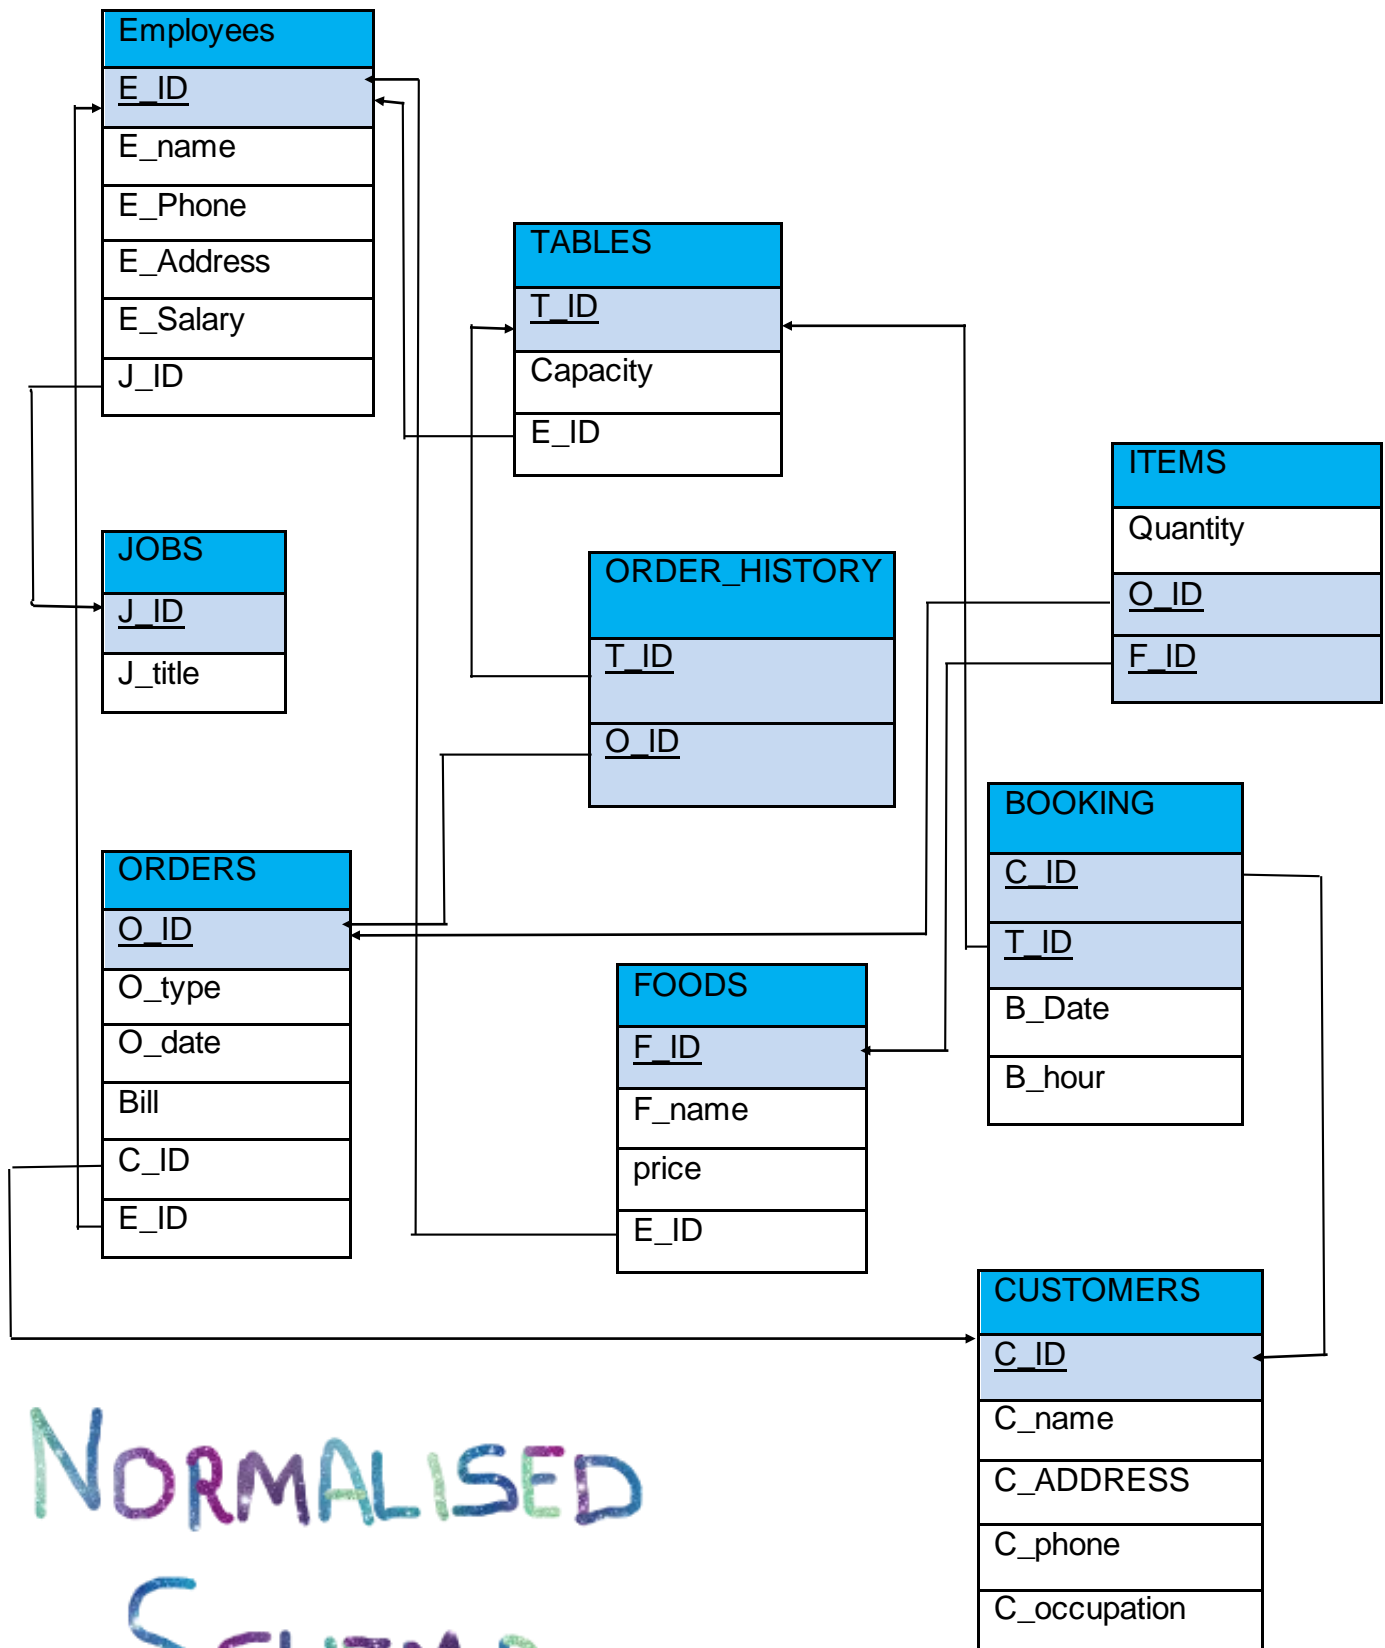 Employees
E_ID
E_name
E_Phone
E_Address
E_Salary
J_ID
TABLES
T_ID
Capacity
E_ID
ITEMS
Quantity
O_ID
F_ID
JOBS
J_ID
J_title
ORDER_HISTORY
T_ID
O_ID
BOOKING
C_ID
T_ID
B_Date
B_hour
ORDERS
O_ID
O_type
O_date
Bill
C_ID
E_ID
FOODS
F_ID
F_name
price
E_ID
CUSTOMERS
C_ID
C_name
C_ADDRESS
C_phone
C_occupation
NORMALISED